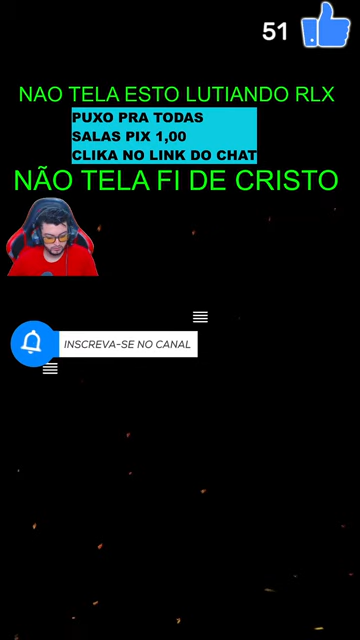 51
NAO TELA ESTO LUTIANDO RLX
PUXO PRA TODAS
SALAS PIX 1,00
CLIKA NO LINK DO CHAT
NÃO TELA FI DE CRISTO
INSCREVA-SE NO CANAL